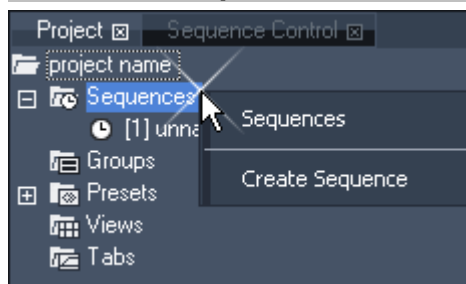 Project Sequence Control
project name
Sequences
[1] unna
Groups
Presets
Views
Tabs
Sequences
Create Sequence